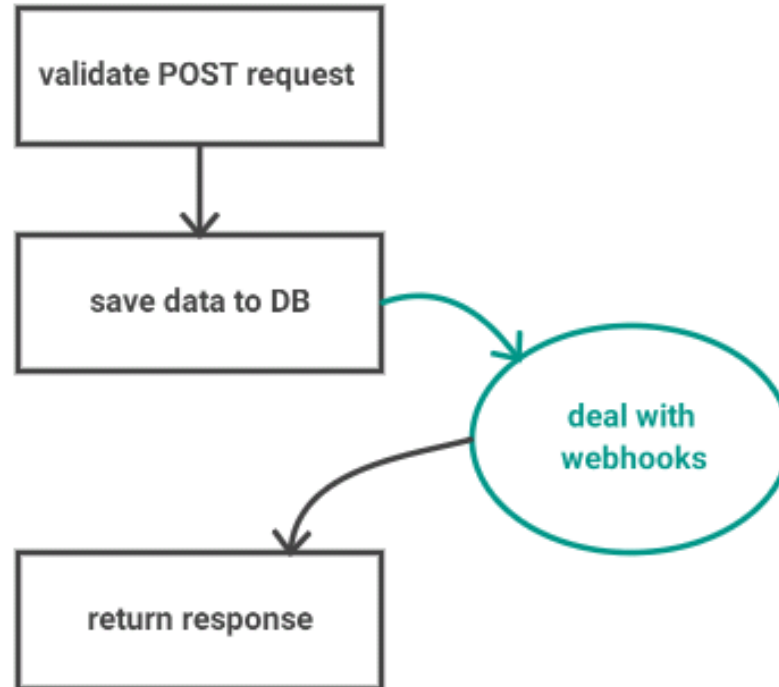 validate POST request
save data to DB
deal with
webhooks
return response